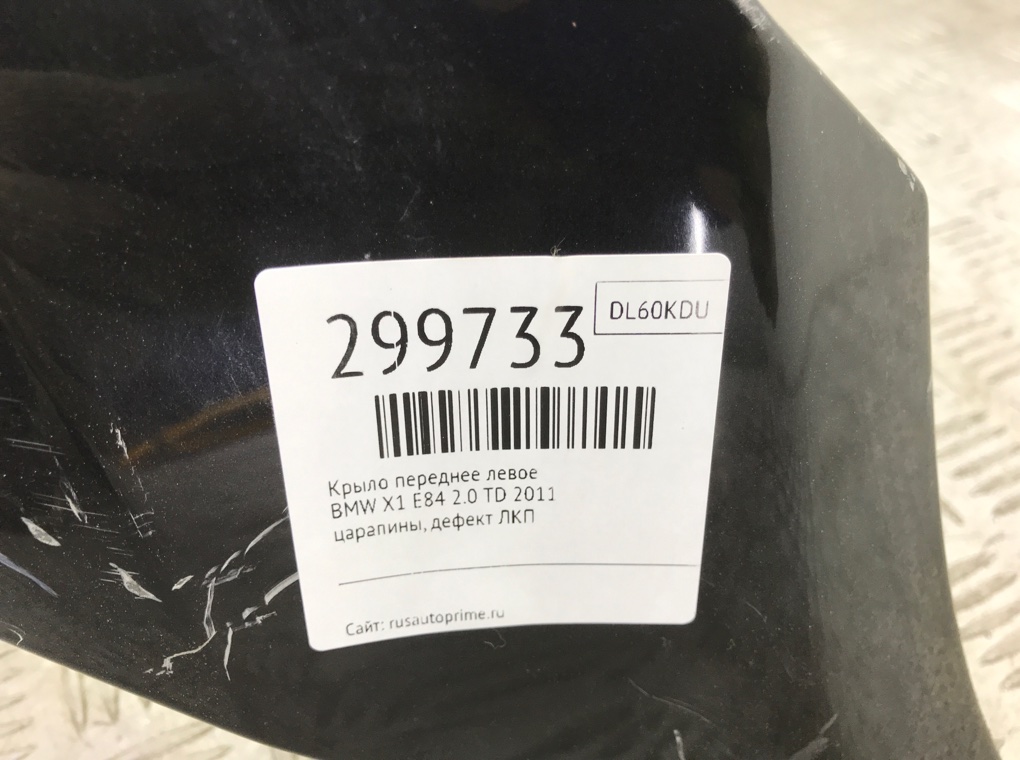 299733
DL60KDU
Крыло переднее левое
BMW X1 E84 2.0 TD 2011
царапины, дефект ЛКП
Сайт: rusautoprime.ru